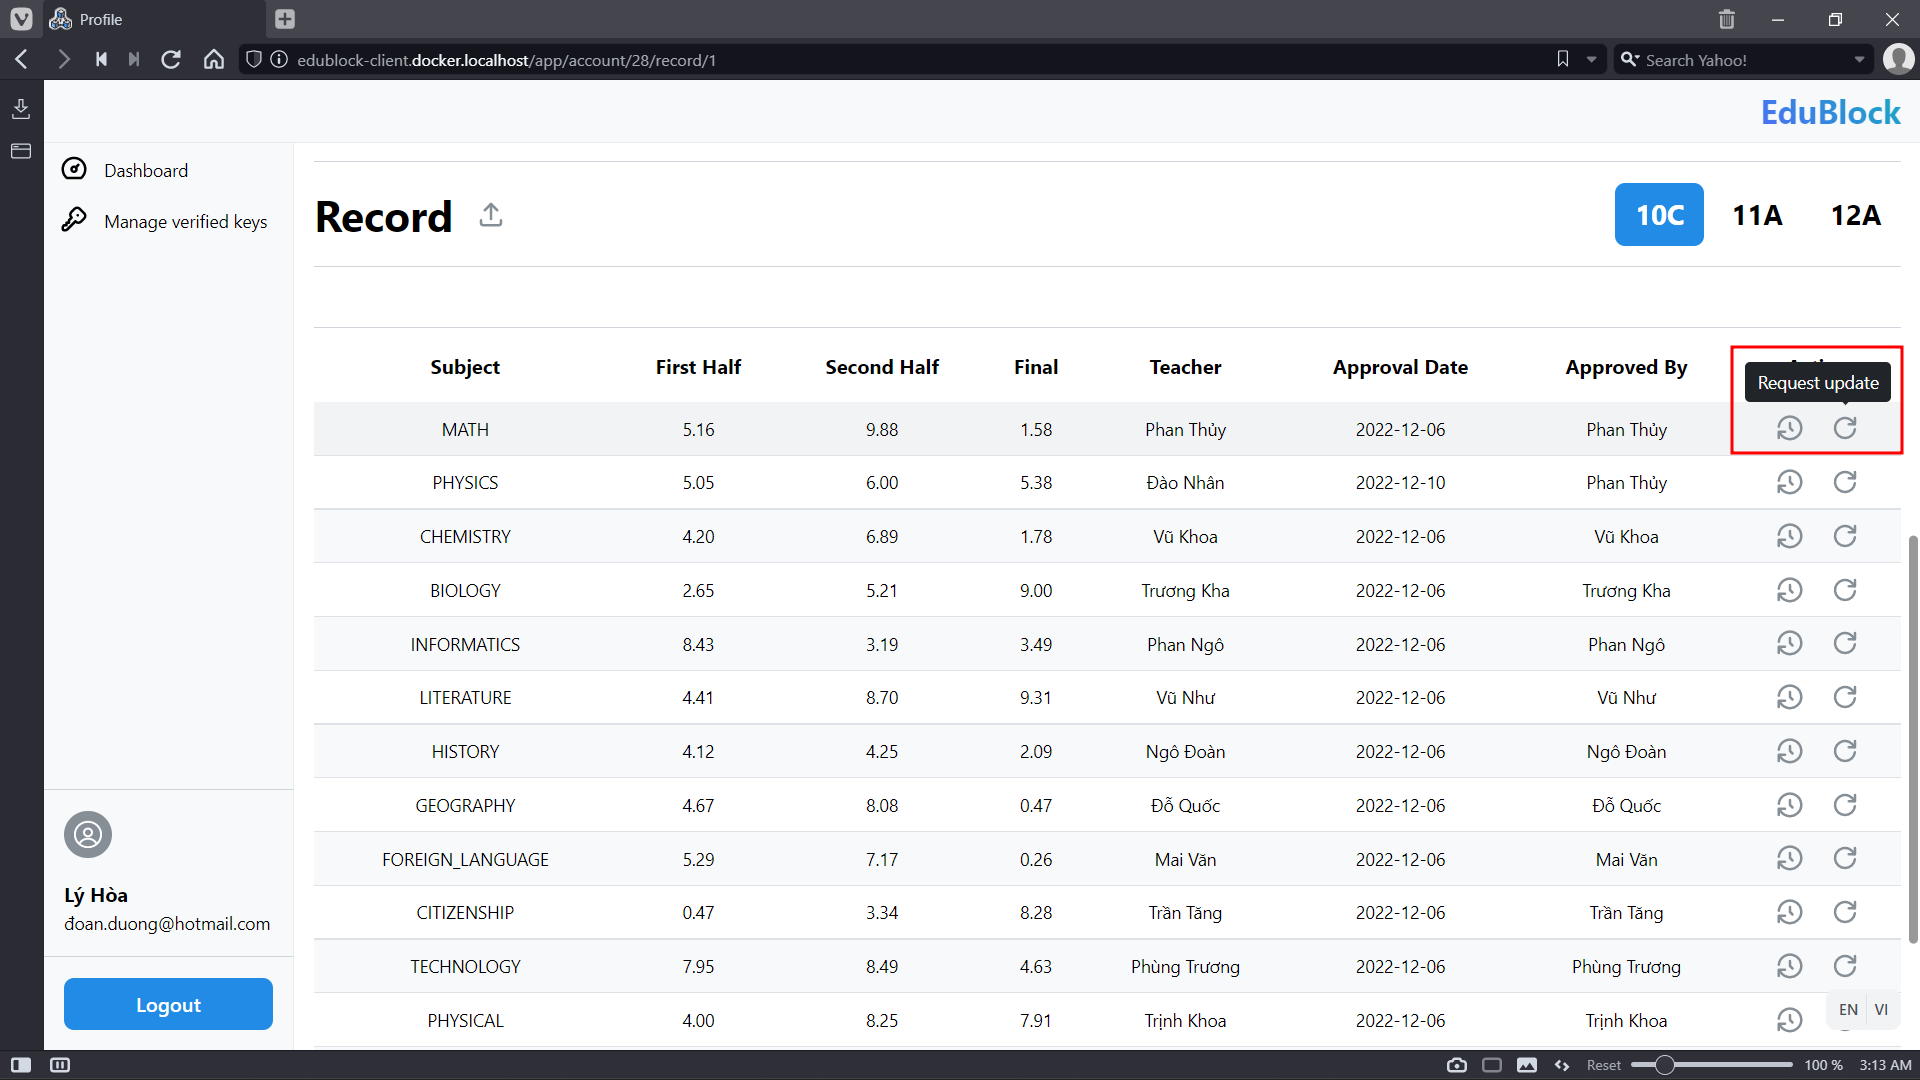 Profile
edublock-client.docker.localhost/app/account/28/record/1
Search Yahoo!
EduBlock
Dashboard
Manage verified keys
Record
10C 11A 12A
Subject First Half Second Half Final Teacher Approval Date Approved By
Request update
MATH 5.16 9.88 1.58 Phan Thủy 2022-12-06 Phan Thủy
PHYSICS 5.05 6.00 5.38 Đào Nhân 2022-12-10 Phan Thủy
CHEMISTRY 4.20 6.89 1.78 Vũ Khoa 2022-12-06 Vũ Khoa
BIOLOGY 2.65 5.21 9.00 Trương Kha 2022-12-06 Trương Kha
INFORMATICS 8.43 3.19 3.49 Phan Ngô 2022-12-06 Phan Ngô
LITERATURE 4.41 8.70 9.31 Vũ Như 2022-12-06 Vũ Như
HISTORY 4.12 4.25 2.09 Ngô Đoàn 2022-12-06 Ngô Đoàn
GEOGRAPHY 4.67 8.08 0.47 Đỗ Quốc 2022-12-06 Đỗ Quốc
FOREIGN_LANGUAGE 5.29 7.17 0.26 Mai Văn 2022-12-06 Mai Văn
CITIZENSHIP 0.47 3.34 8.28 Trần Tăng 2022-12-06 Trần Tăng
TECHNOLOGY 7.95 8.49 4.63 Phùng Trương 2022-12-06 Phùng Trương
PHYSICAL 4.00 8.25 7.91 Trịnh Khoa 2022-12-06 Trịnh Khoa
Lý Hòa
đoan.duong@hotmail.com
Logout
EN VI
Reset 100 % 3:13 AM